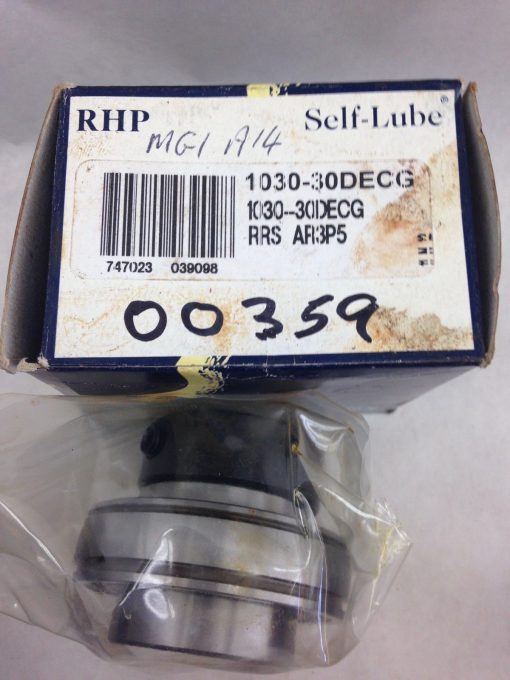 RHP Self-Lube®
MG1 A14
1030-30DECG
1030--30DECG
RRS AR3P5
747023 039098
00359